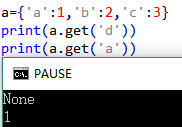 a={'a':1,'b':2,'c':3}
print(a.get('d'))
print(a.get('a'))
C:\. PAUSE
None
1